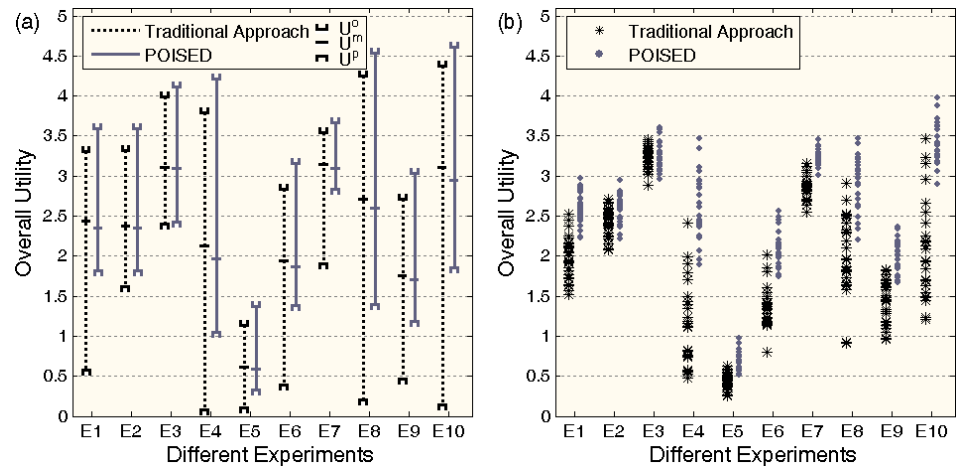 (a)
Traditional Approach
POISED
U^o
U^m
U^p
Overall Utility
5
4.5
4
3.5
3
2.5
2
1.5
1
0.5
0
E1 E2 E3 E4 E5 E6 E7 E8 E9 E10
Different Experiments
(b)
Traditional Approach
POISED
Overall Utility
5
4.5
4
3.5
3
2.5
2
1.5
1
0.5
0
E1 E2 E3 E4 E5 E6 E7 E8 E9 E10
Different Experiments